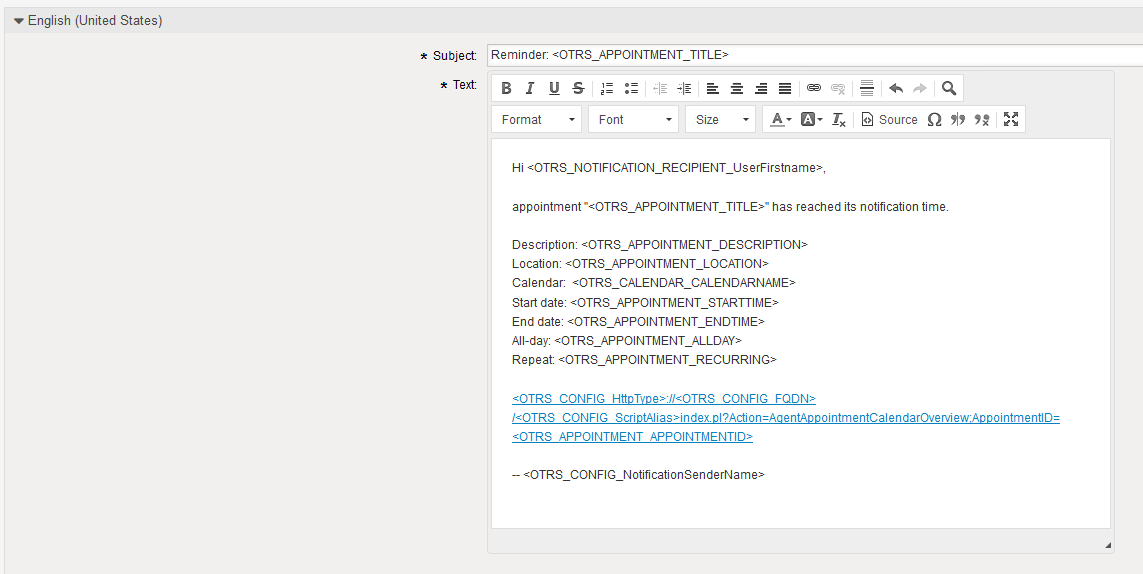 English (United States)
* Subject: Reminder: <OTRS_APPOINTMENT_TITLE>
* Text:
B I U S
Format Font Size A A Ix Source Ω
Hi <OTRS_NOTIFICATION_RECIPIENT_UserFirstname>,
appointment "<OTRS_APPOINTMENT_TITLE>" has reached its notification time.
Description: <OTRS_APPOINTMENT_DESCRIPTION>
Location: <OTRS_APPOINTMENT_LOCATION>
Calendar:  <OTRS_CALENDAR_CALENDARNAME>
Start date: <OTRS_APPOINTMENT_STARTTIME>
End date: <OTRS_APPOINTMENT_ENDTIME>
All-day: <OTRS_APPOINTMENT_ALLDAY>
Repeat: <OTRS_APPOINTMENT_RECURRING>
<OTRS_CONFIG_HttpType>://<OTRS_CONFIG_FQDN>
/<OTRS_CONFIG_ScriptAlias>index.pl?Action=AgentAppointmentCalendarOverview;AppointmentID=
<OTRS_APPOINTMENT_APPOINTMENTID>
-- <OTRS_CONFIG_NotificationSenderName>